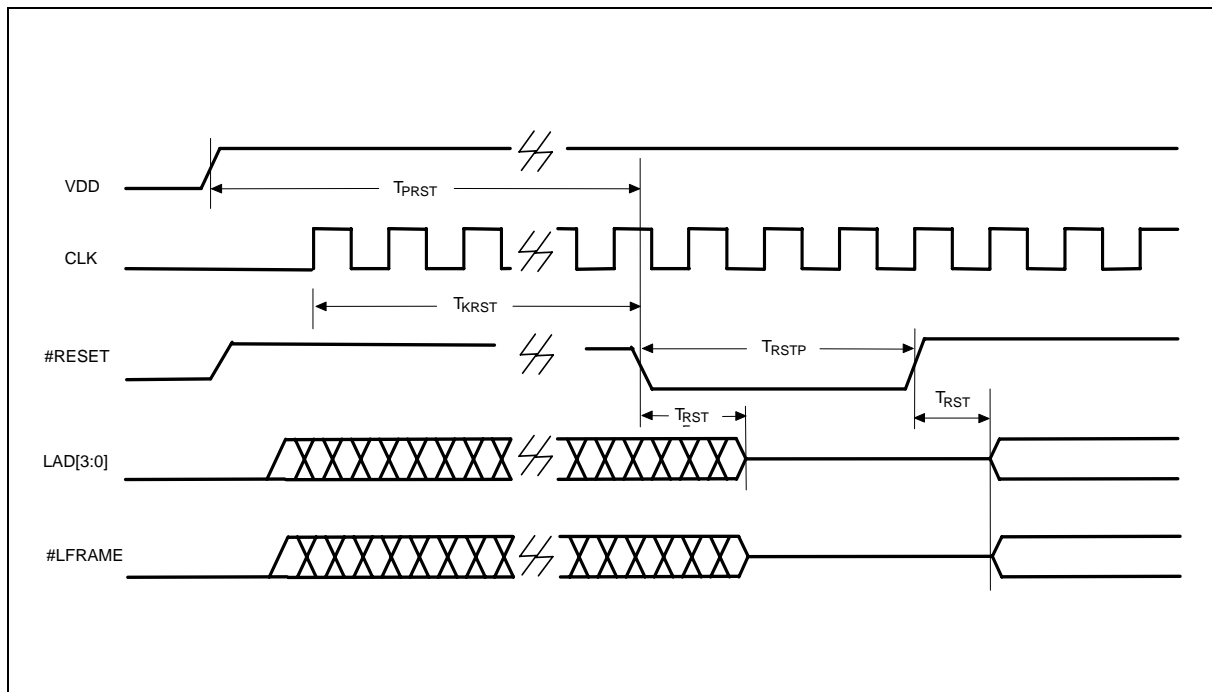 VDD
TPRST
CLK
TKRST
#RESET
TRSTP
TRST
TRST
LAD[3:0]
#LFRAME